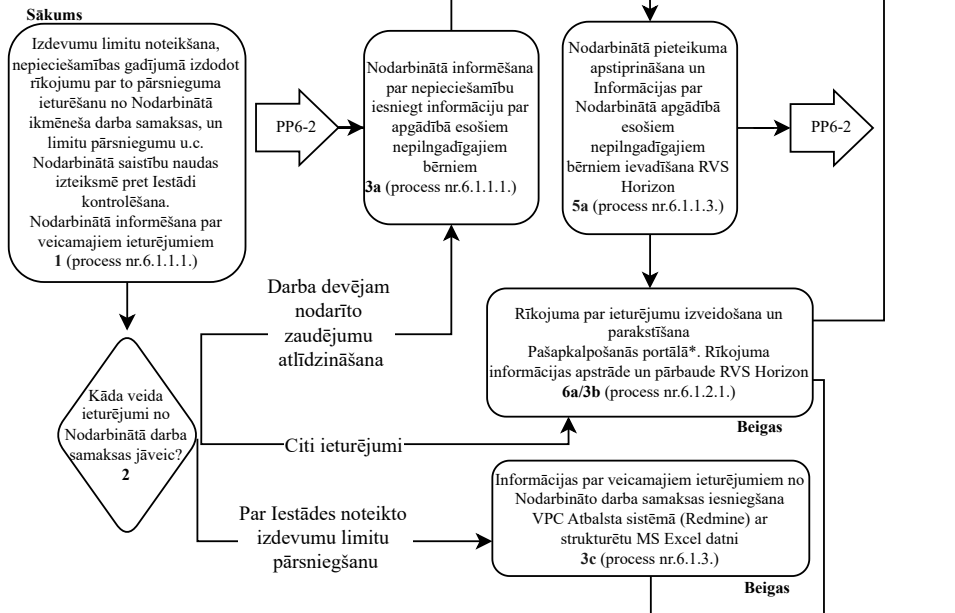 Sākums
Izdevumu limitu noteikšana,
nepieciešamības gadījumā izdodot
rīkojumu par to pārsnieguma
ieturēšanu no Nodarbinātā
ikmēneša darba samaksas, un
limitu pārsniegumu u.c.
Nodarbinātā saistību naudas
izteiksmē pret Iestādi
kontrolēšana.
Nodarbinātā informēšana par
veicamajiem ieturējumiem
1 (process nr.6.1.1.1.)
PP6-2
Nodarbinātā informēšana
par nepieciešamību
iesniegt informāciju par
apgādībā esošiem
nepilngadīgajiem
bērniem
3a (process nr.6.1.1.1.)
Nodarbinātā pieteikuma
apstiprināšana un
Informācijas par
Nodarbinātā apgādībā
esošiem
nepilngadīgajiem
bērniem ievadīšana RVS
Horizon
5a (process nr.6.1.1.3.)
PP6-2
Darba devējam
nodarīto
zaudējumu
atlīdzināšana
Rīkojuma par ieturējumu izveidošana un
parakstīšana
Pašapkalpošanās portālā*. Rīkojuma
informācijas apstrāde un pārbaude RVS Horizon
6a/3b (process nr.6.1.2.1.)
Beigas
Kāda veida
ieturējumi no
Nodarbinātā darba
samaksas jāveic?
2
Citi ieturējumi
Par Iestādes noteikto
izdevumu limitu
pārsniegšanu
Informācijas par veicamajiem ieturējumiem no
Nodarbināto darba samaksas iesniegšana
VPC Atbalsta sistēmā (Redmine) ar
strukturētu MS Excel datni
3c (process nr.6.1.3.)
Beigas